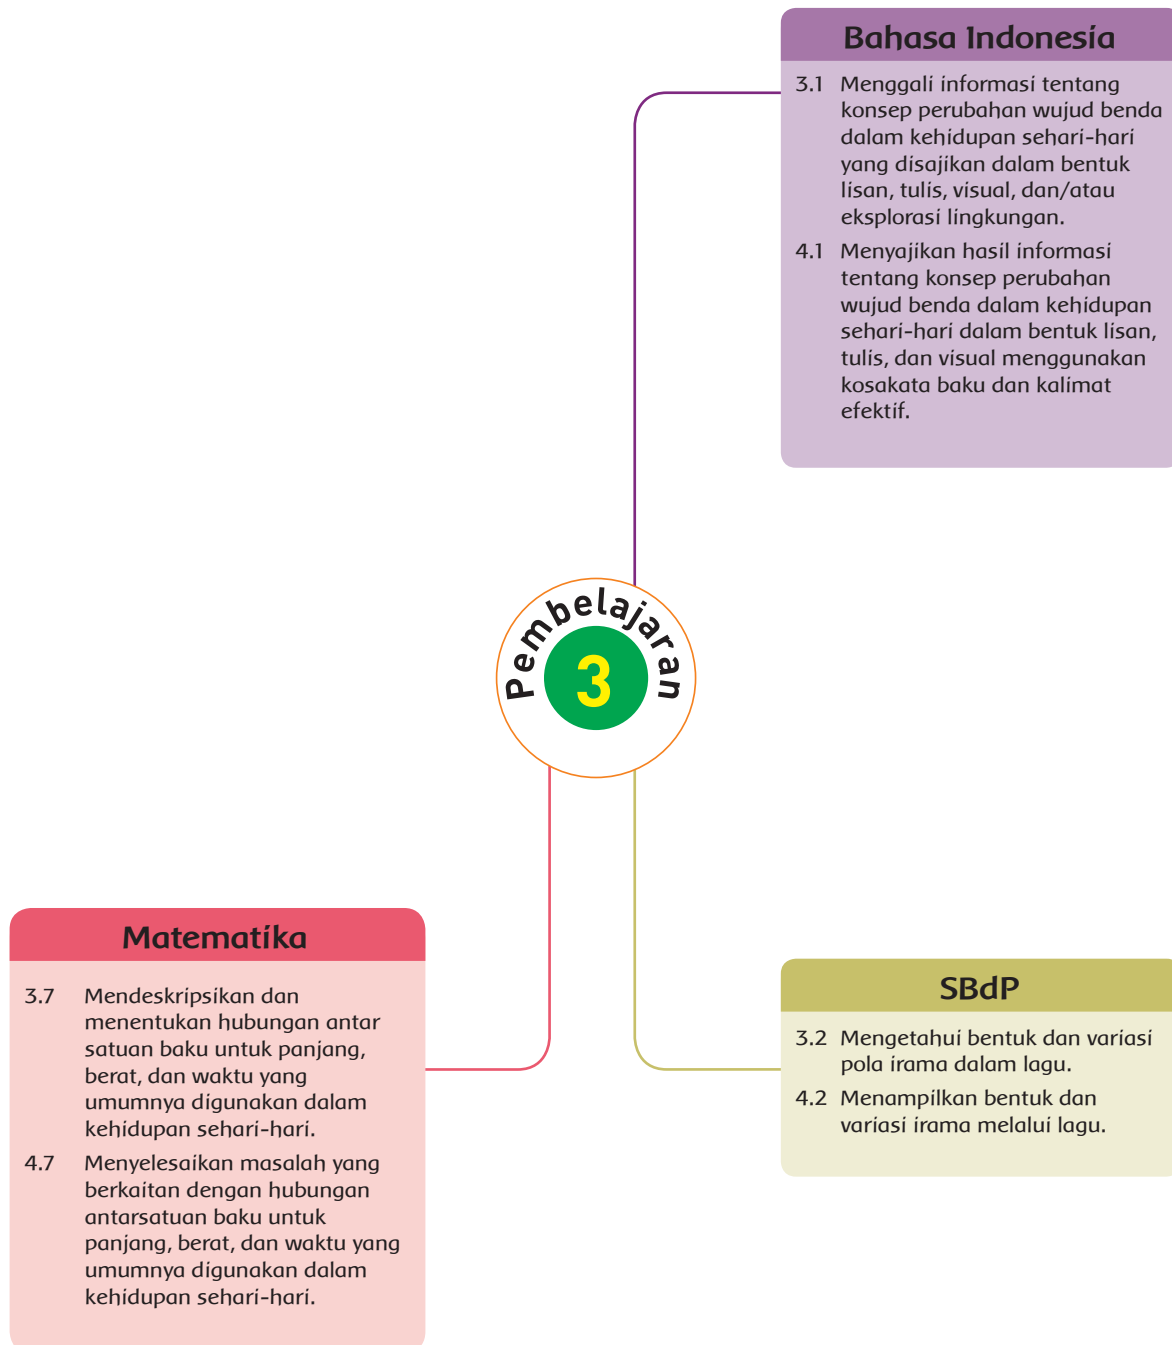 Bahasa Indonesia
3.1 Menggali informasi tentang
konsep perubahan wujud benda
dalam kehidupan sehari-hari
yang disajikan dalam bentuk
lisan, tulis, visual, dan/atau
eksplorasi lingkungan.
4.1 Menyajikan hasil informasi
tentang konsep perubahan
wujud benda dalam kehidupan
sehari-hari dalam bentuk lisan,
tulis, dan visual menggunakan
kosakata baku dan kalimat
efektif.
Pembelajaran
3
Matematika
3.7 Mendeskripsikan dan
menentukan hubungan antar
satuan baku untuk panjang,
berat, dan waktu yang
umumnya digunakan dalam
kehidupan sehari-hari.
4.7 Menyelesaikan masalah yang
berkaitan dengan hubungan
antarsatuan baku untuk
panjang, berat, dan waktu yang
umumnya digunakan dalam
kehidupan sehari-hari.
SBdP
3.2 Mengetahui bentuk dan variasi
pola irama dalam lagu.
4.2 Menampilkan bentuk dan
variasi irama melalui lagu.